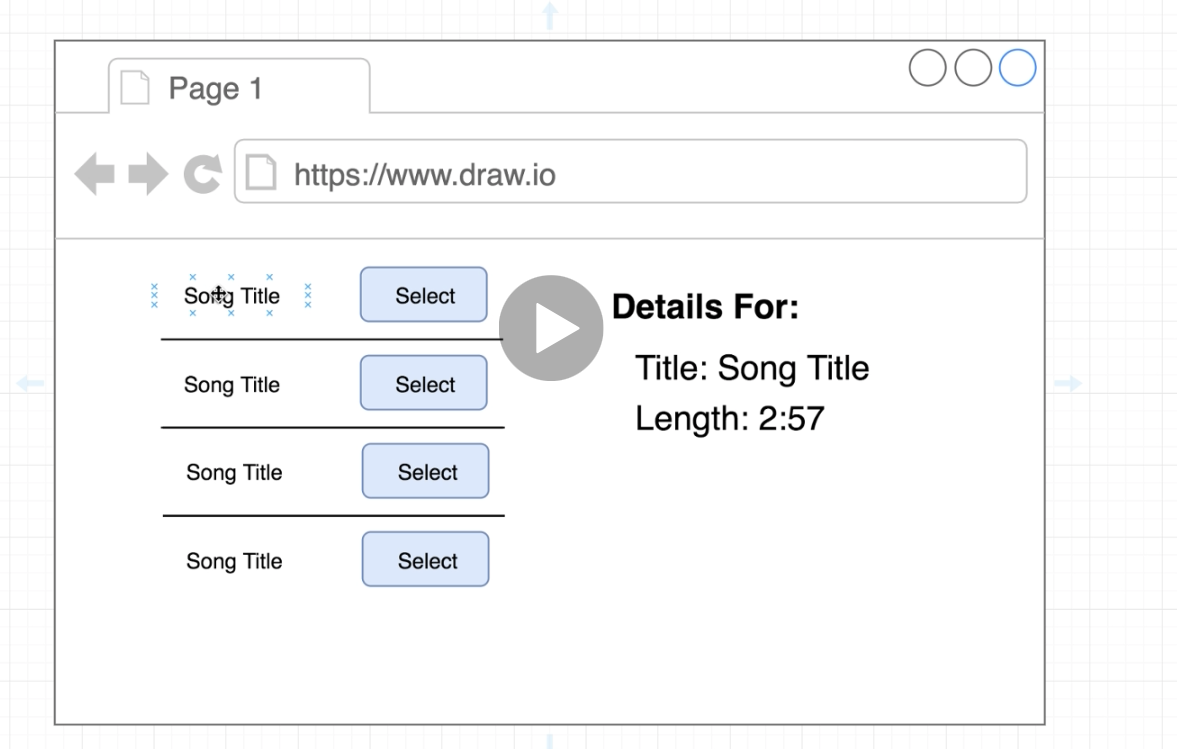 Page 1
https://www.draw.io
Song Title
Select
Song Title
Select
Song Title
Select
Song Title
Select
Details For:
Title: Song Title
Length: 2:57